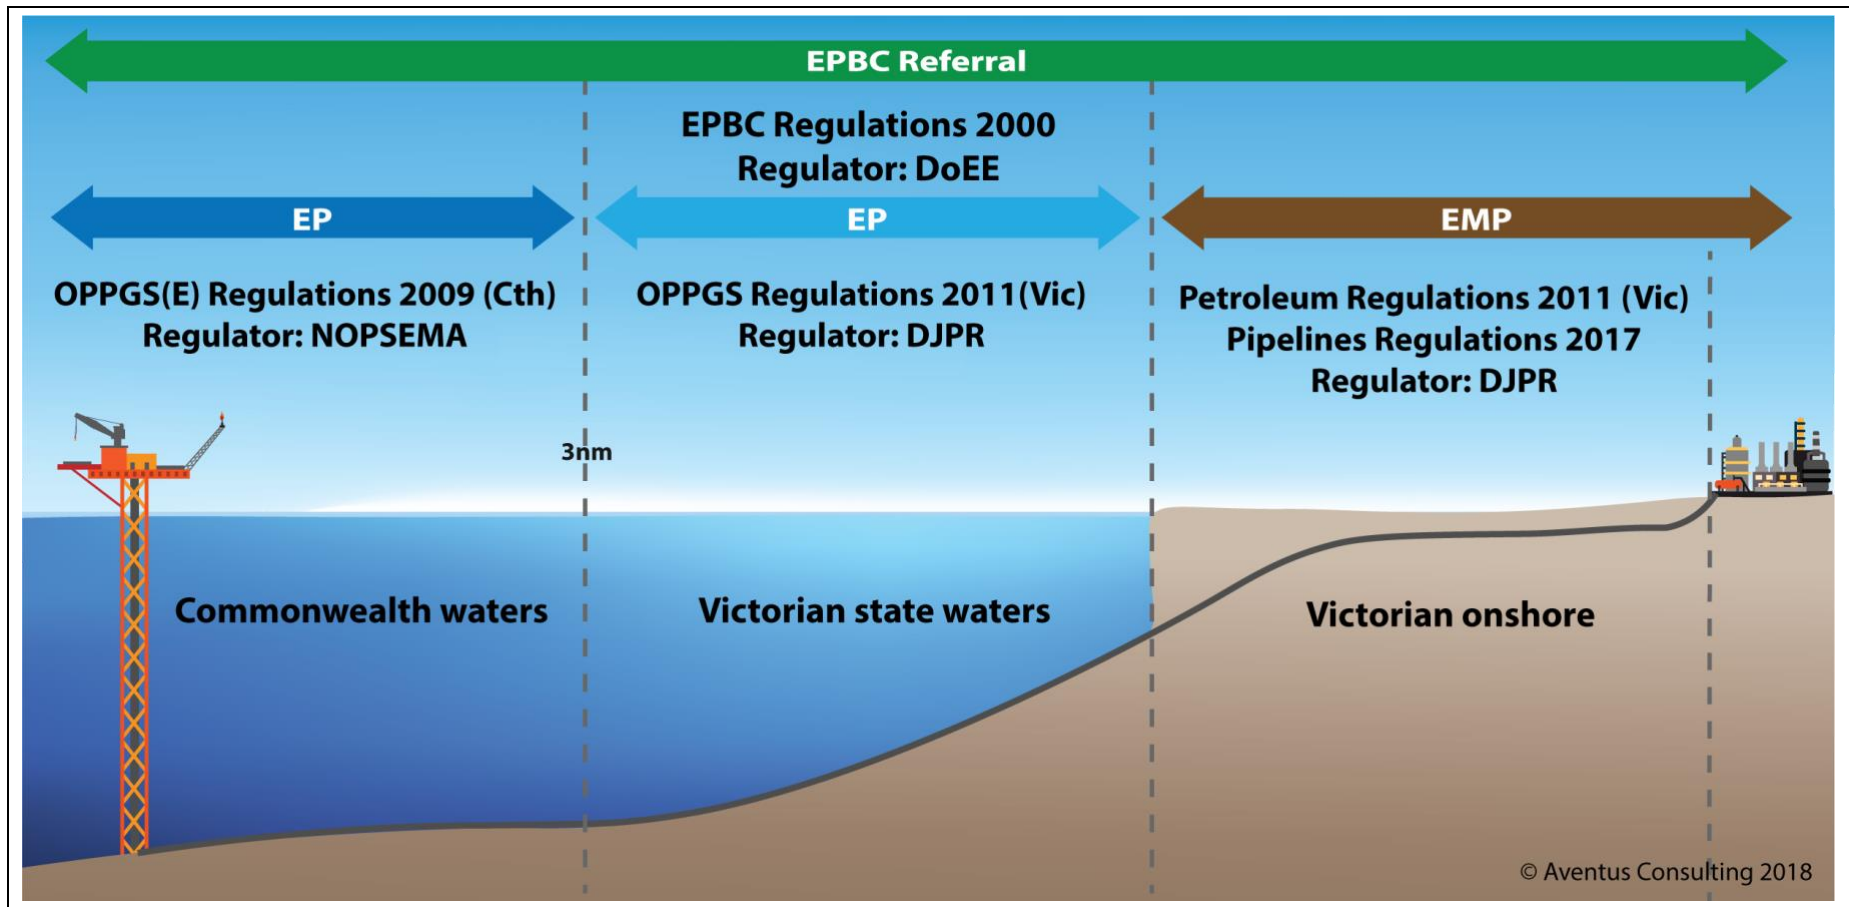 EPBC Referral
EPBC Regulations 2000
Regulator: DoEE
EP
EP
EMP
OPPGS(E) Regulations 2009 (Cth)
Regulator: NOPSEMA
OPPGS Regulations 2011(Vic)
Regulator: DJPR
Petroleum Regulations 2011 (Vic)
Pipelines Regulations 2017
Regulator: DJPR
3nm
Commonwealth waters
Victorian state waters
Victorian onshore
© Aventus Consulting 2018